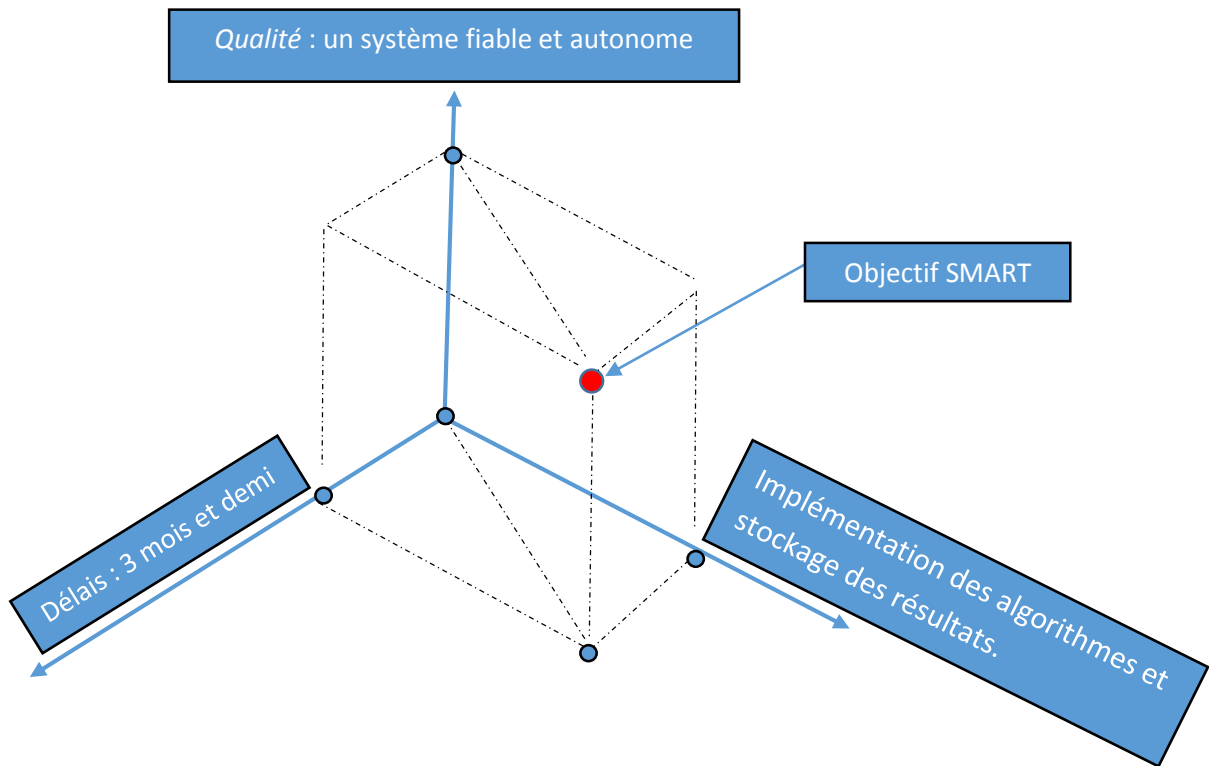 Qualité : un système fiable et autonome
Objectif SMART
Délais : 3 mois et demi
Implémentation des algorithmes et
stockage des résultats.